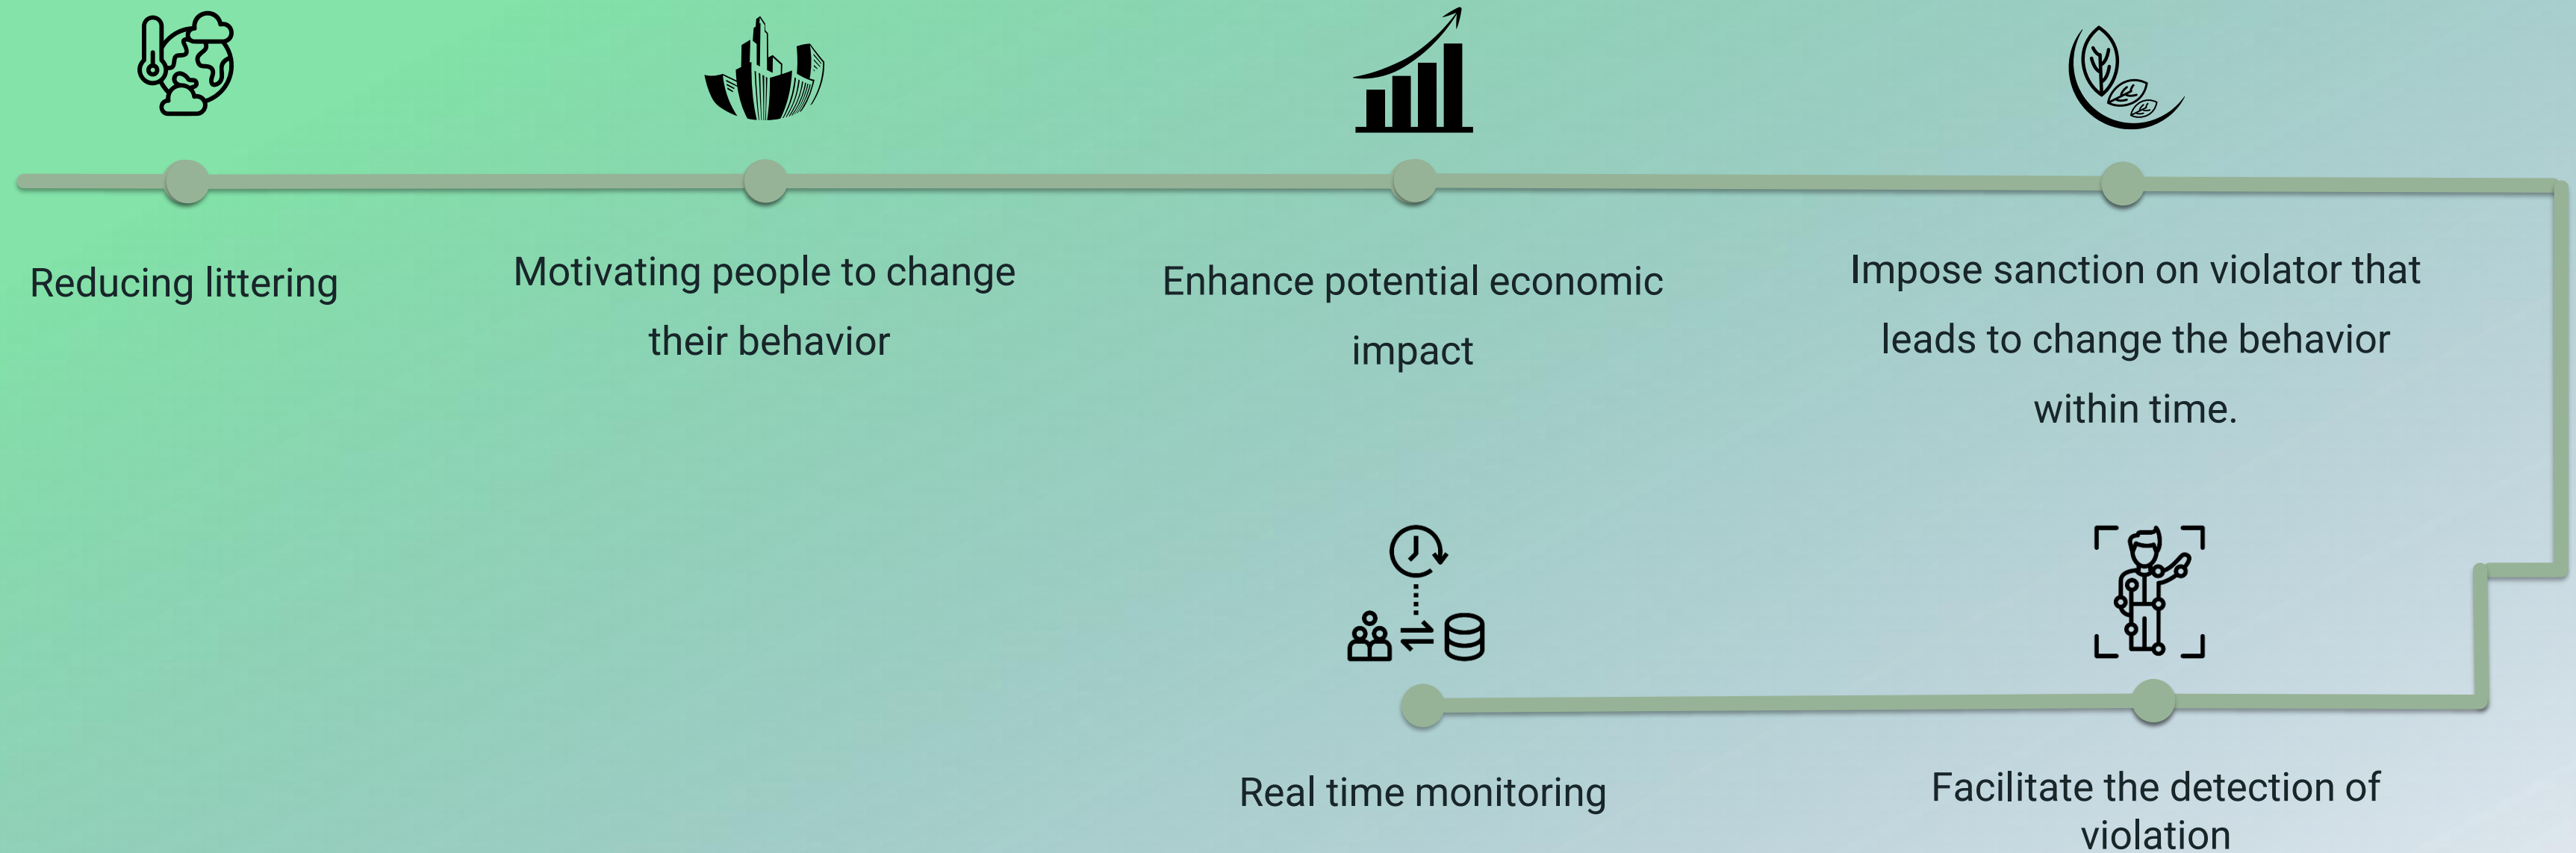 Reducing littering
Motivating people to change
their behavior
Enhance potential economic
impact
Impose sanction on violator that
leads to change the behavior
within time.
Real time monitoring
Facilitate the detection of
violation